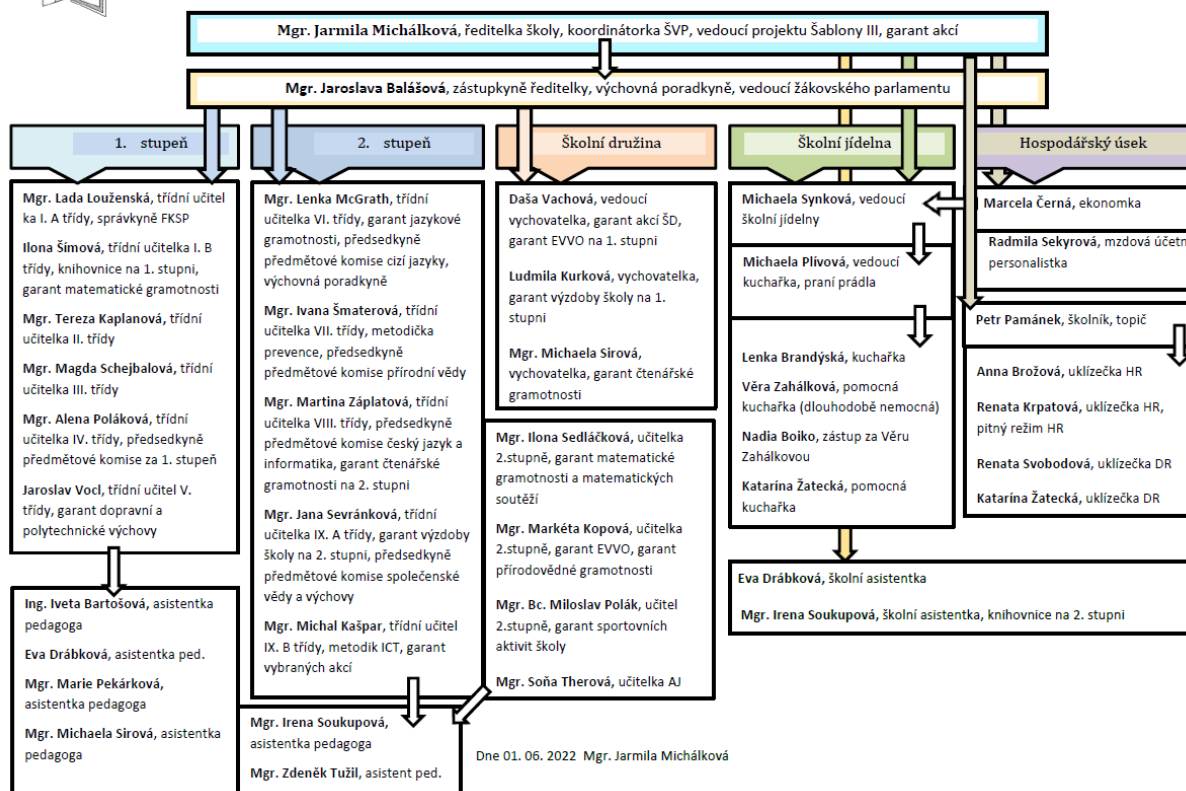 Mgr. Jarmila Michálková, ředitelka školy, koordinátorka ŠVP, vedoucí projektu Šablony III, garant akcí
Mgr. Jaroslava Balášová, zástupkyně ředitelky, výchovná poradkyně, vedoucí žákovského parlamentu
1. stupeň
Mgr. Lada Louženská, třídní učitel
ka I. A třídy, správkyně FKSP
Ilona Šímová, třídní učitelka I. B
třídy, knihovnice na 1. stupni,
garant matematické gramotnosti
Mgr. Tereza Kaplanová, třídní
učitelka II. třídy
Mgr. Magda Schejbalová, třídní
učitelka III. třídy
Mgr. Alena Poláková, třídní
učitelka IV. třídy, předsedkyně
předmětové komise za 1. stupeň
Jaroslav Vocl, třídní učitel V.
třídy, garant dopravní a
polytechnické výchovy
Ing. Iveta Bartošová, asistentka
pedagoga
Eva Drábková, asistentka ped.
Mgr. Marie Pekárková,
asistentka pedagoga
Mgr. Michaela Sirová, asistentka
pedagoga
2. stupeň
Mgr. Lenka McGrath, třídní
učitelka VI. třídy, garant jazykové
gramotnosti, předsedkyně
předmětové komise cizí jazyky,
výchovná poradkyně
Mgr. Ivana Šmaterová, třídní
učitelka VII. třídy, metodička
prevence, předsedkyně
předmětové komise přírodní vědy
Mgr. Martina Záplatová, třídní
učitelka VIII. třídy, předsedkyně
předmětové komise český jazyk a
informatika, garant čtenářské
gramotnosti na 2. stupni
Mgr. Jana Sevránková, třídní
učitelka IX. A třídy, garant výzdoby
školy na 2. stupni, předsedkyně
předmětové komise společenské
vědy a výchovy
Mgr. Michal Kašpar, třídní učitel
IX. B třídy, metodik ICT, garant
vybraných akcí
Mgr. Irena Soukupová,
asistentka pedagoga
Mgr. Zdeněk Tužil, asistent ped.
Školní družina
Daša Vachová, vedoucí
vychovatelka, garant akcí ŠD,
garant EVVO na 1. stupni
Ludmila Kurková, vychovatelka,
garant výzdoby školy na 1.
stupni
Mgr. Michaela Sirová,
vychovatelka, garant čtenářské
gramotnosti
Mgr. Ilona Sedláčková, učitelka
2.stupně, garant matematické
gramotnosti a matematických
soutěží
Mgr. Markéta Kopová, učitelka
2.stupně, garant EVVO, garant
přírodovědné gramotnosti
Mgr. Bc. Miloslav Polák, učitel
2.stupně, garant sportovních
aktivit školy
Mgr. Soňa Therová, učitelka AJ
Školní jídelna
Michaela Synková, vedoucí
školní jídelny
Michaela Plívová, vedoucí
kuchařka, praní prádla
Lenka Brandýská, kuchařka
Věra Zahálková, pomocná
kuchařka (dlouhodobě nemocná)
Nadia Boiko, zástup za Věru
Zahálkovou
Katarína Žatecká, pomocná
kuchařka
Hospodářský úsek
Marcela Černá, ekonomka
Radmila Sekyrová, mzdová účetn
personalistka
Petr Pamánek, školník, topič
Anna Brožová, uklízečka HR
Renata Krpatová, uklízečka HR,
pitný režim HR
Renata Svobodová, uklízečka DR
Katarína Žatecká, uklízečka DR
Eva Drábková, školní asistentka
Mgr. Irena Soukupová, školní asistentka, knihovnice na 2. stupni
Dne 01. 06. 2022 Mgr. Jarmila Michálková